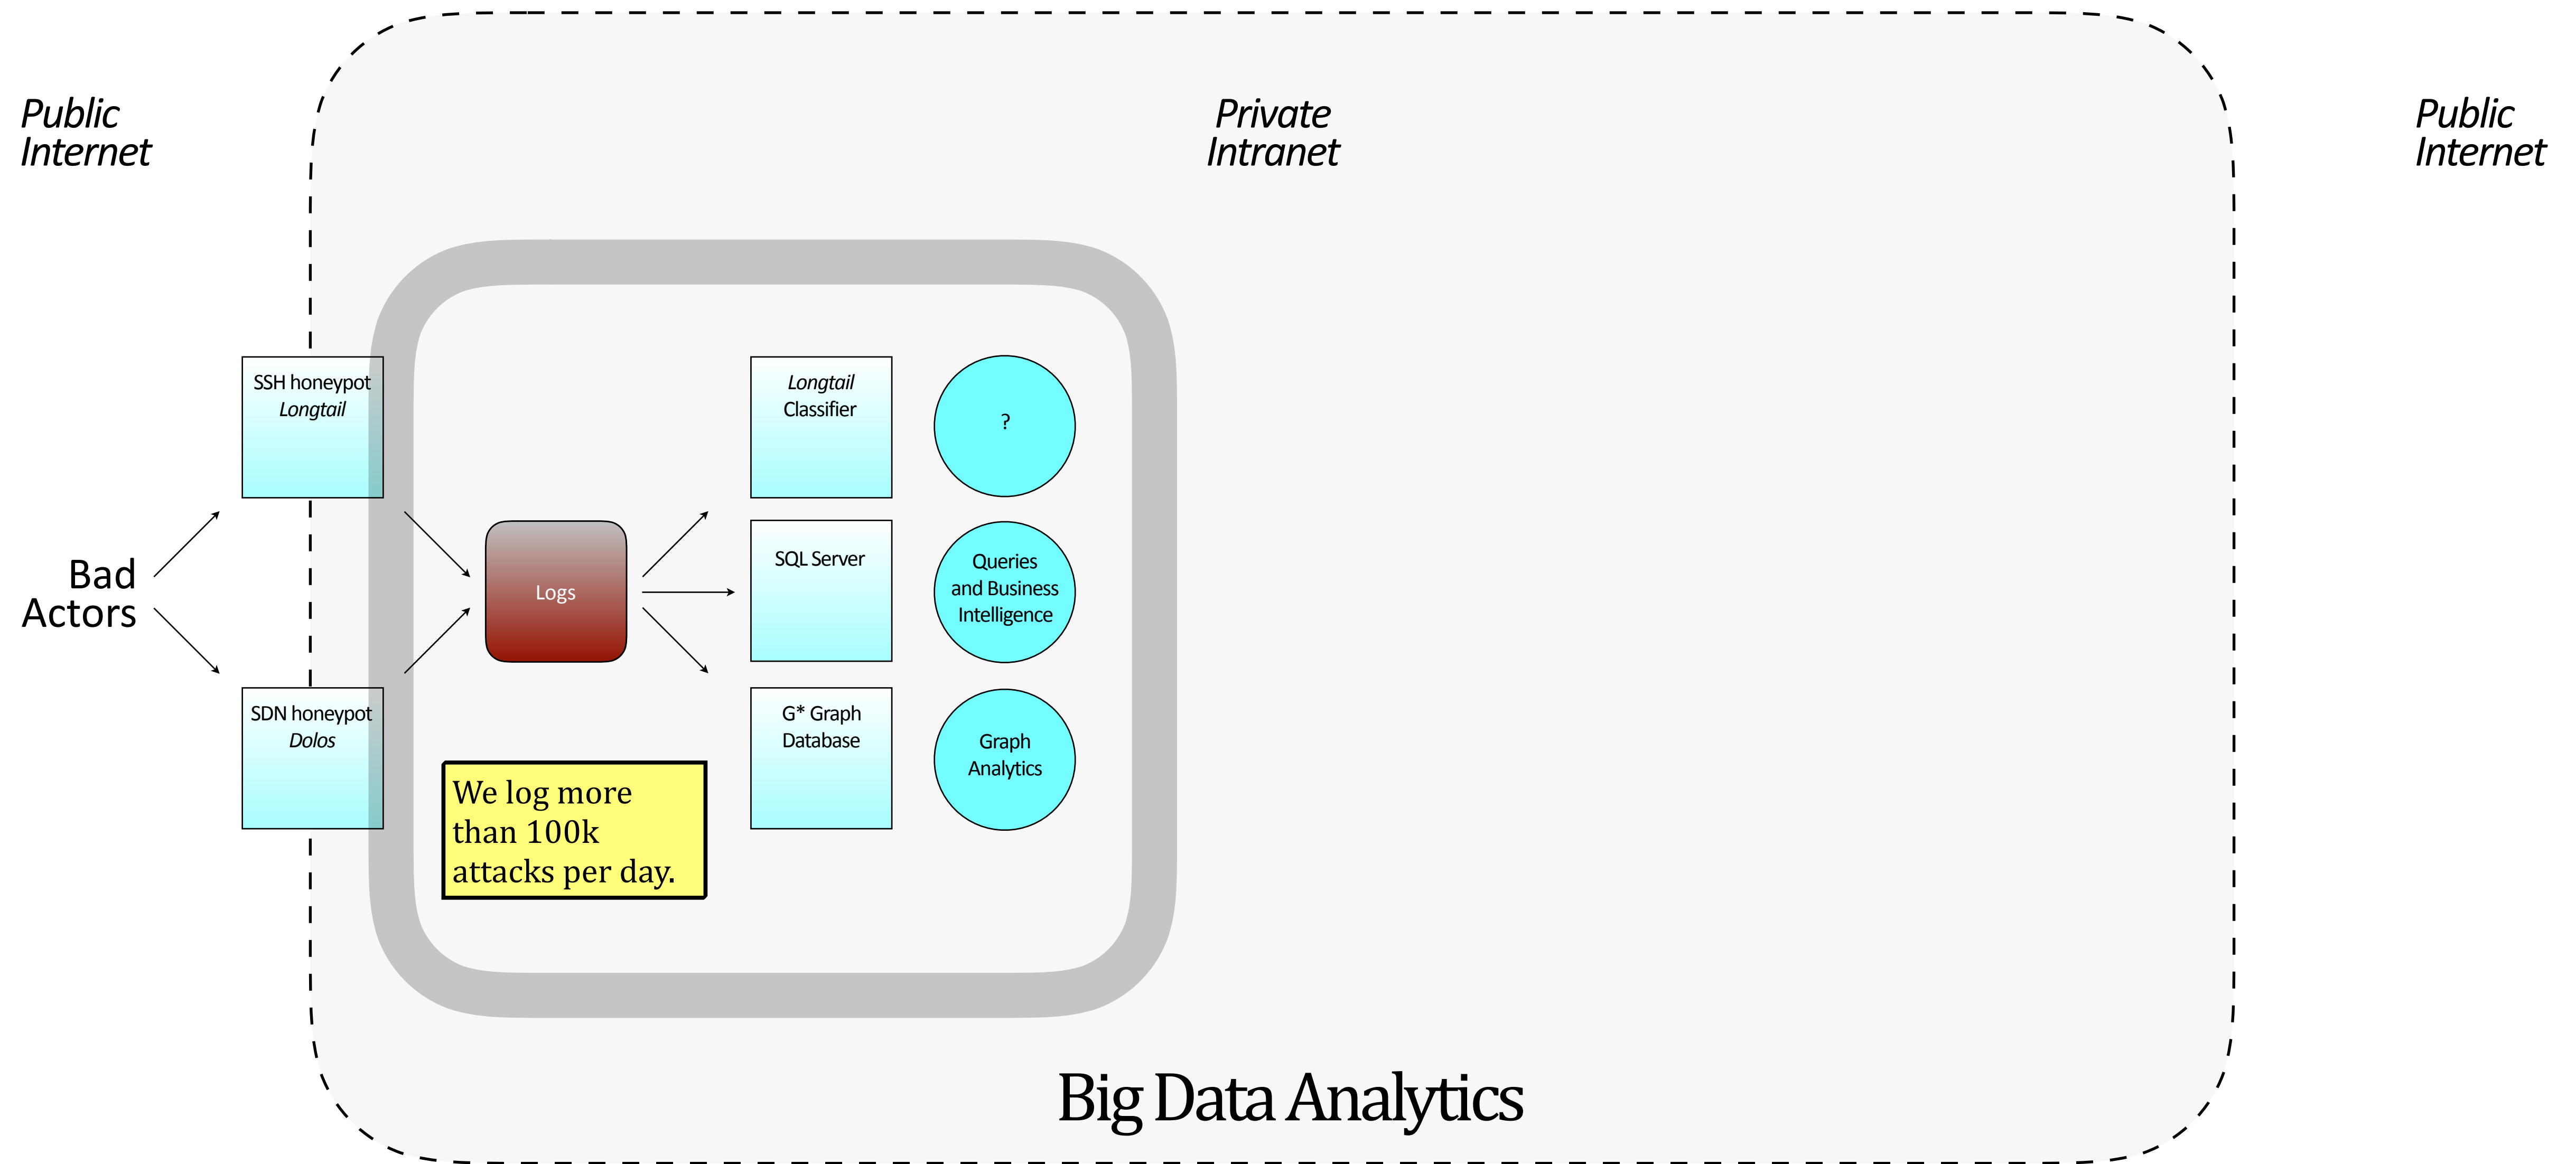 Public
Internet
Private
Intranet
Public
Internet
SSH honeypot
Longtail
Longtail
Classifier
?
Bad
Actors
Logs
SQL Server
Queries
and Business
Intelligence
SDN honeypot
Dolos
G* Graph
Database
Graph
Analytics
We log more
than 100k
attacks per day.
Big Data Analytics